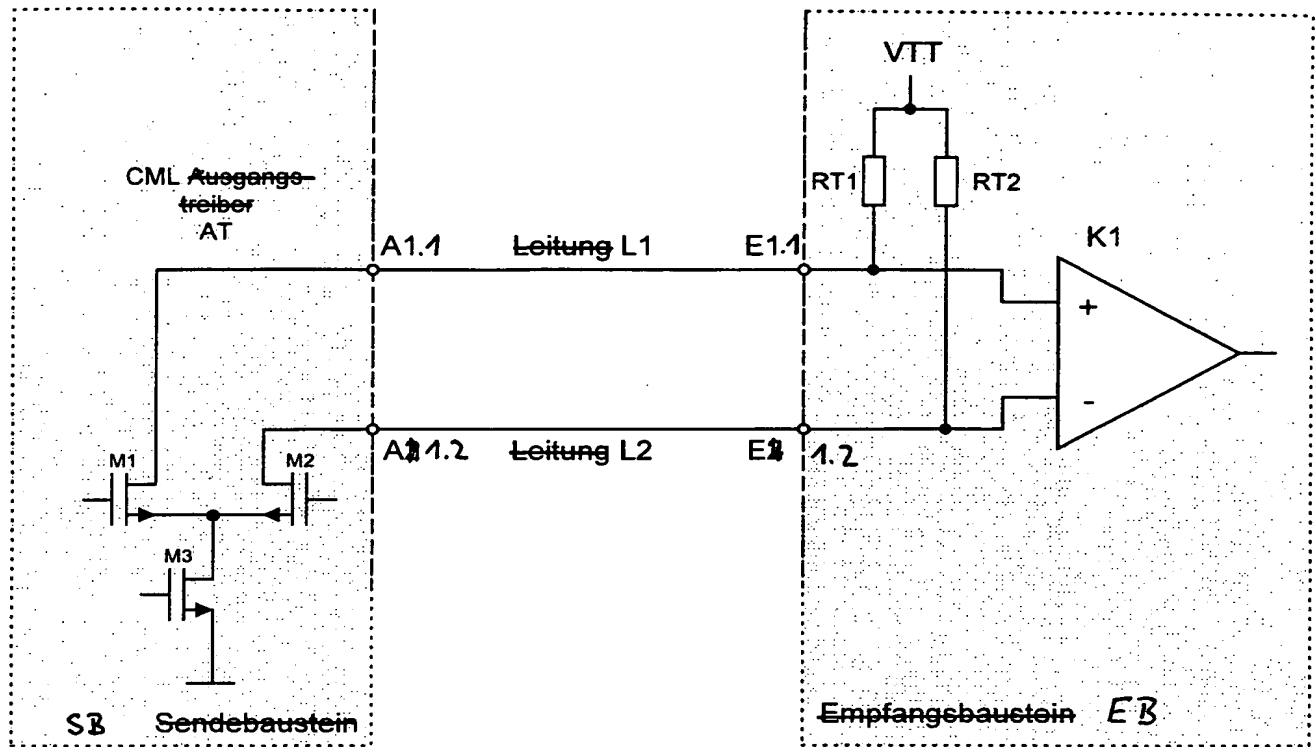 VTT
CML Ausgangs-
treiber
AT
RT1
RT2
A1.1
Leitung L1
E1.1
K1
+
-
M1
M2
A 1.2
Leitung L2
E 1.2
M3
SB Sendebaustein
Empfangsbaustein EB